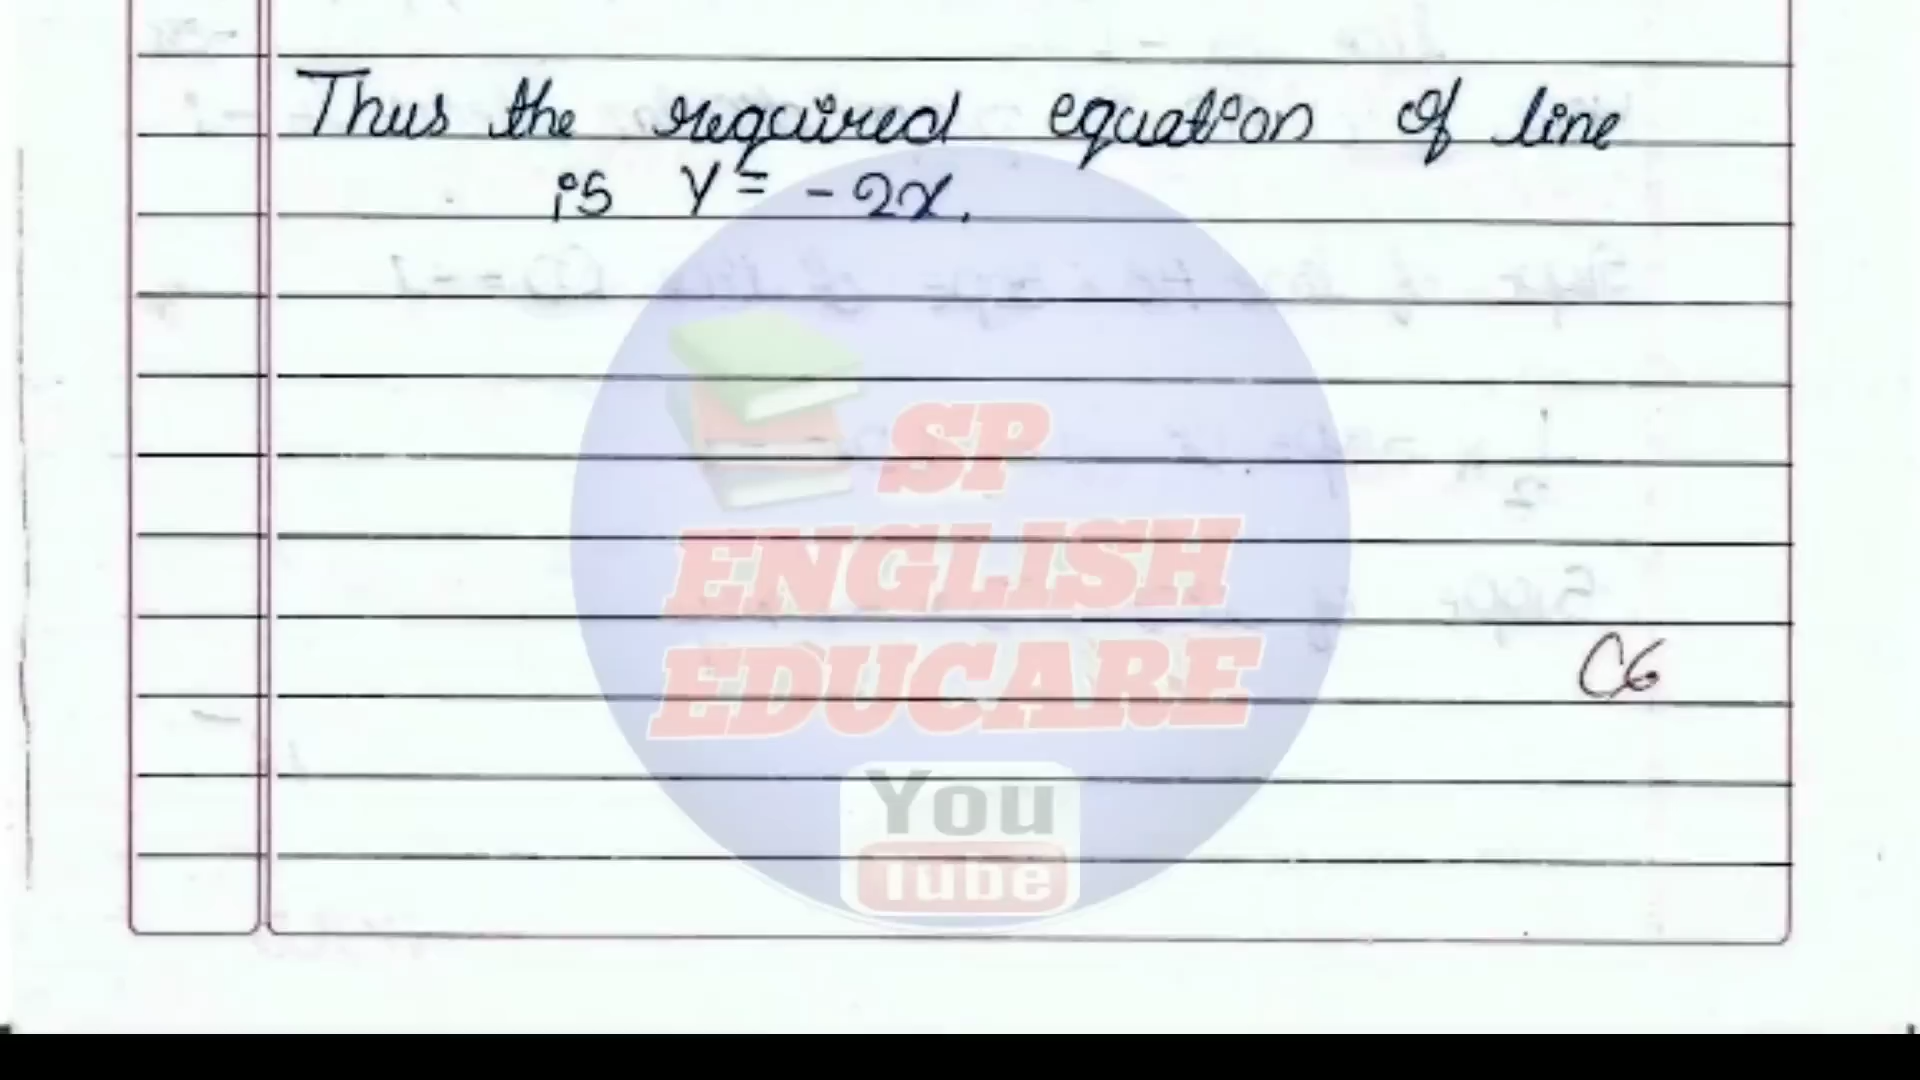 Thus the required equation of line
is y = -2x.
SP
ENGLISH
EDUCARE
C6
You
Tube